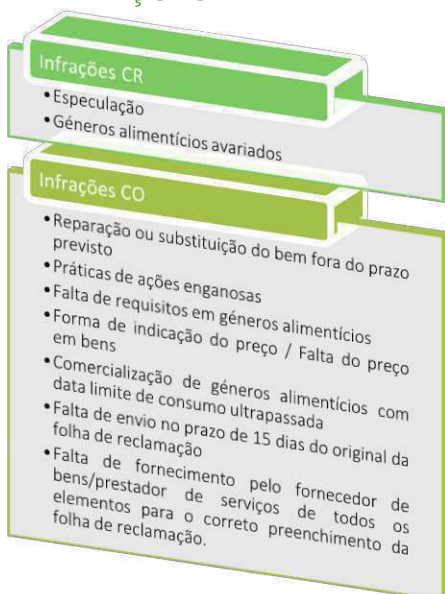 Infrações CR
•Especulação
•Géneros alimentícios avariados
Infrações CO
•Reparação ou substituição do bem fora do prazo
previsto
•Práticas de ações enganosas
•Falta de requisitos em géneros alimentícios
•Forma de indicação do preço / Falta do preço
em bens
•Comercialização de géneros alimentícios com
data limite de consumo ultrapassada
•Falta de envio no prazo de 15 dias do original da
folha de reclamação
•Falta de fornecimento pelo fornecedor de
bens/prestador de serviços de todos os
elementos para o correto preenchimento da
folha de reclamação.